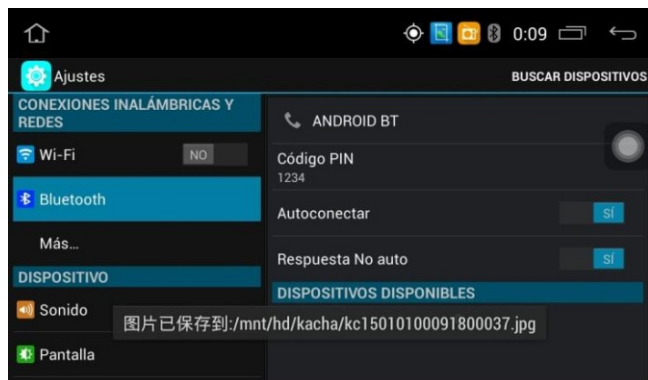 0:09
Ajustes
BUSCAR DISPOSITIVOS
CONEXIONES INALÁMBRICAS Y
REDES
Wi-Fi
NO
Bluetooth
Más...
DISPOSITIVO
Sonido
Pantalla
ANDROID BT
Código PIN
1234
Autoconectar
SÍ
Respuesta No auto
SÍ
DISPOSITIVOS DISPONIBLES
图片已保存到:/mnt/hd/kacha/kc15010100091800037.jpg